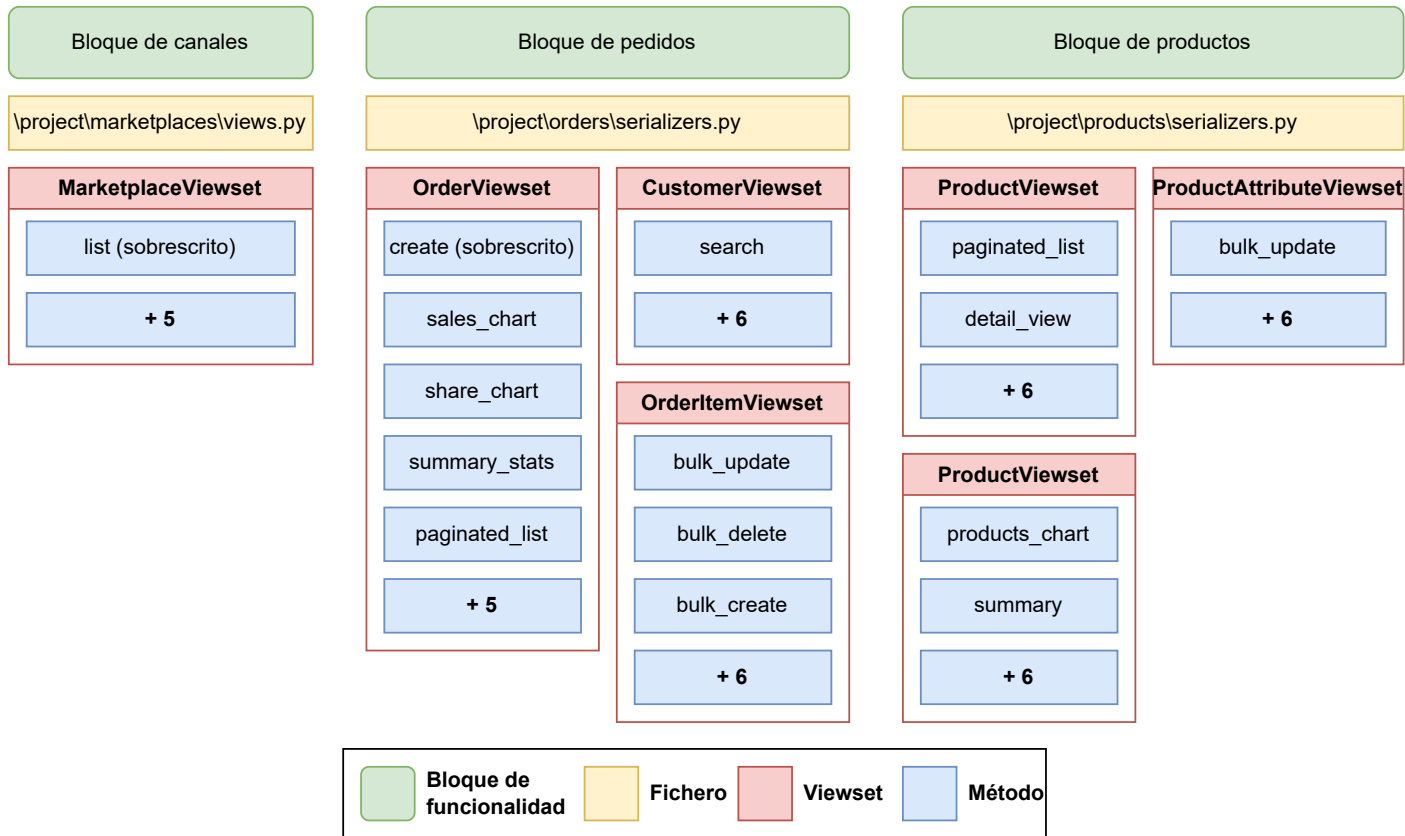 Bloque de canales
\project\marketplaces\views.py
MarketplaceViewset
list (sobrescrito)
+ 5
Bloque de pedidos
\project\orders\serializers.py
OrderViewset
create (sobrescrito)
sales_chart
share_chart
summary_stats
paginated_list
+ 5
CustomerViewset
search
+ 6
OrderItemViewset
bulk_update
bulk_delete
bulk_create
+ 6
Bloque de productos
\project\products\serializers.py
ProductViewset
paginated_list
detail_view
+ 6
ProductViewset
products_chart
summary
+ 6
ProductAttributeViewset
bulk_update
+ 6
Bloque de
funcionalidad
Fichero
Viewset
Método